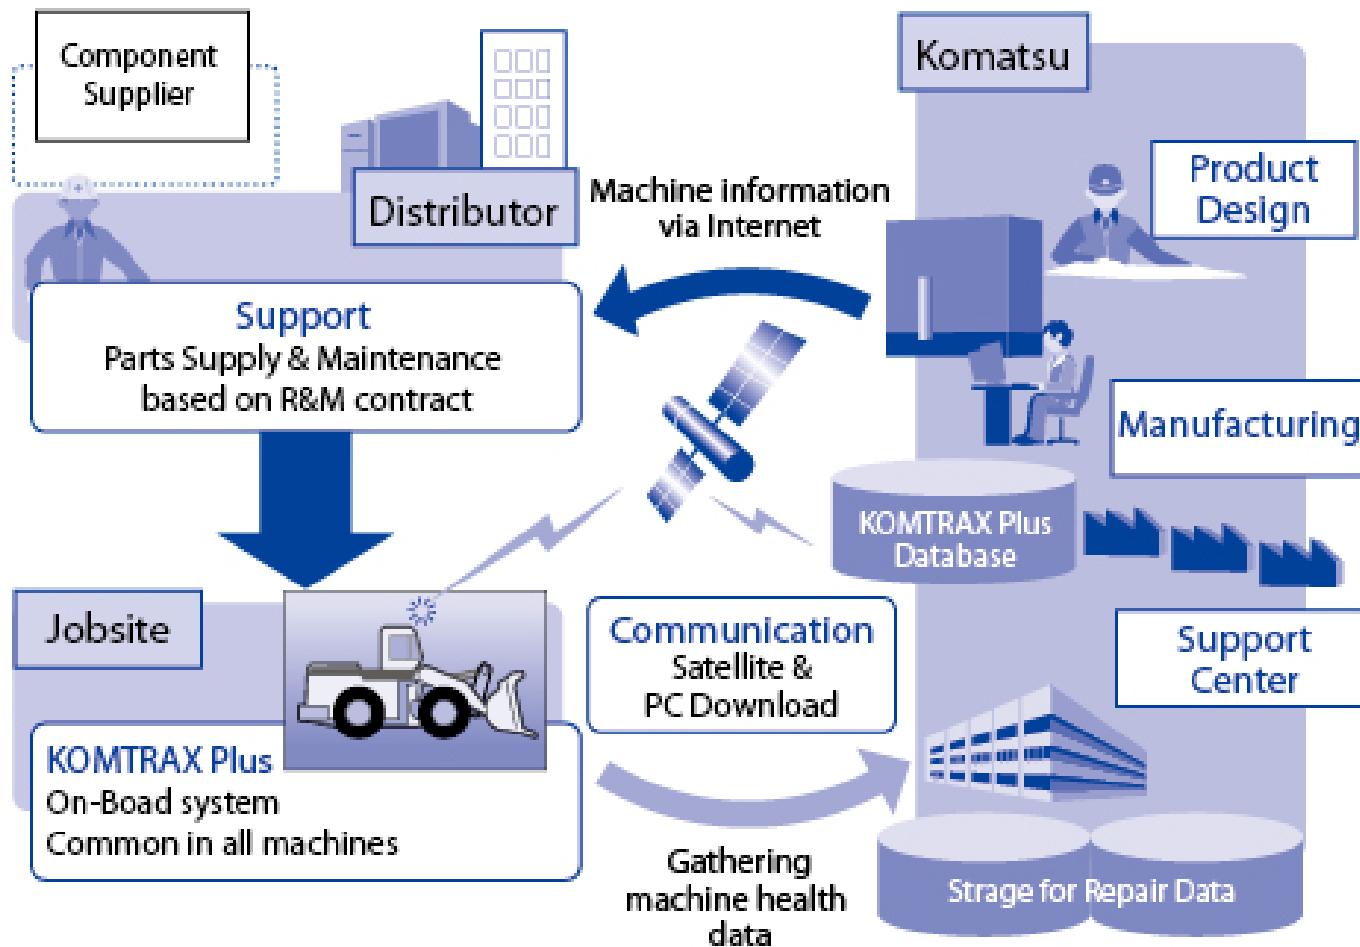 Component
Supplier
Distributor
Support
Parts Supply & Maintenance
based on R&M contract
Machine information
via Internet
Komatsu
Product
Design
Manufacturing
KOMTRAX Plus
Database
Support
Center
Jobsite
KOMTRAX Plus
On-Boad system
Common in all machines
Communication
Satellite &
PC Download
Gathering
machine health
data
Strage for Repair Data